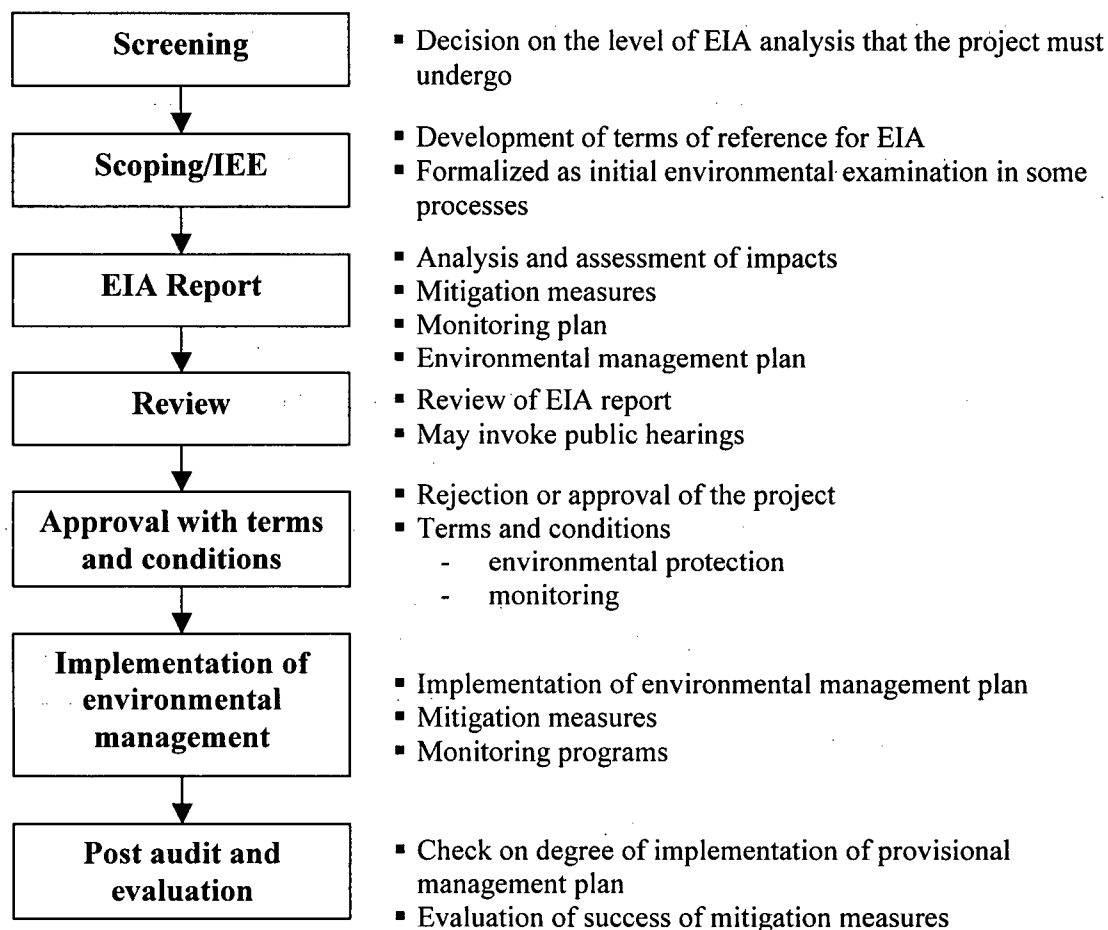 Screening
▪ Decision on the level of EIA analysis that the project must
undergo
Scoping/IEE
▪ Development of terms of reference for EIA
▪ Formalized as initial environmental examination in some
processes
EIA Report
▪ Analysis and assessment of impacts
▪ Mitigation measures
▪ Monitoring plan
▪ Environmental management plan
Review
▪ Review of EIA report
▪ May invoke public hearings
Approval with terms
and conditions
▪ Rejection or approval of the project
▪ Terms and conditions
- environmental protection
- monitoring
Implementation of
environmental
management
▪ Implementation of environmental management plan
▪ Mitigation measures
▪ Monitoring programs
Post audit and
evaluation
▪ Check on degree of implementation of provisional
management plan
▪ Evaluation of success of mitigation measures